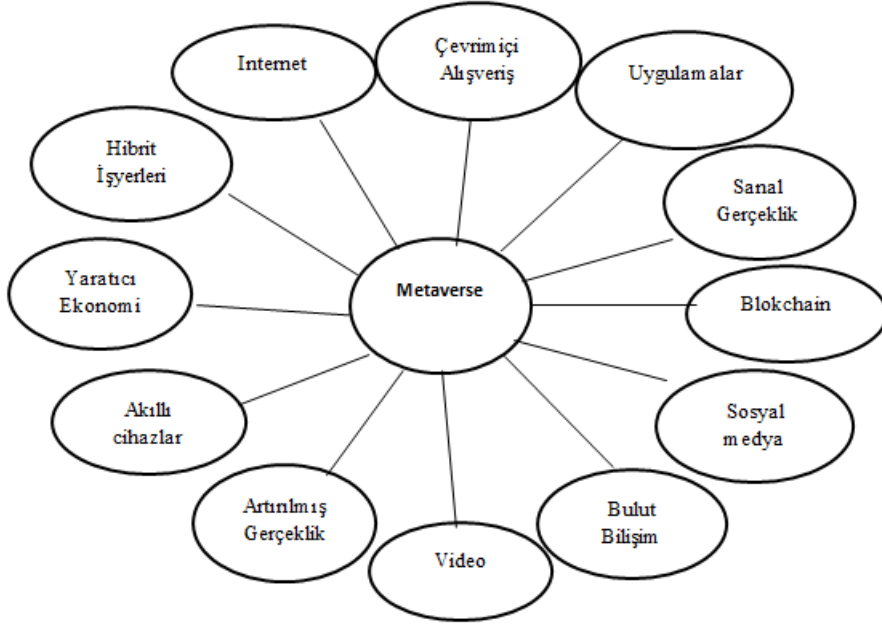 Internet
Çevrimiçi
Alışveriş
Uygulamalar
Hibrit
İşyerleri
Sanal
Gerçeklik
Yaratıcı
Ekonomi
Metaverse
Blokchain
Akıllı
cihazlar
Sosyal
medya
Artırılmış
Gerçeklik
Video
Bulut
Bilişim